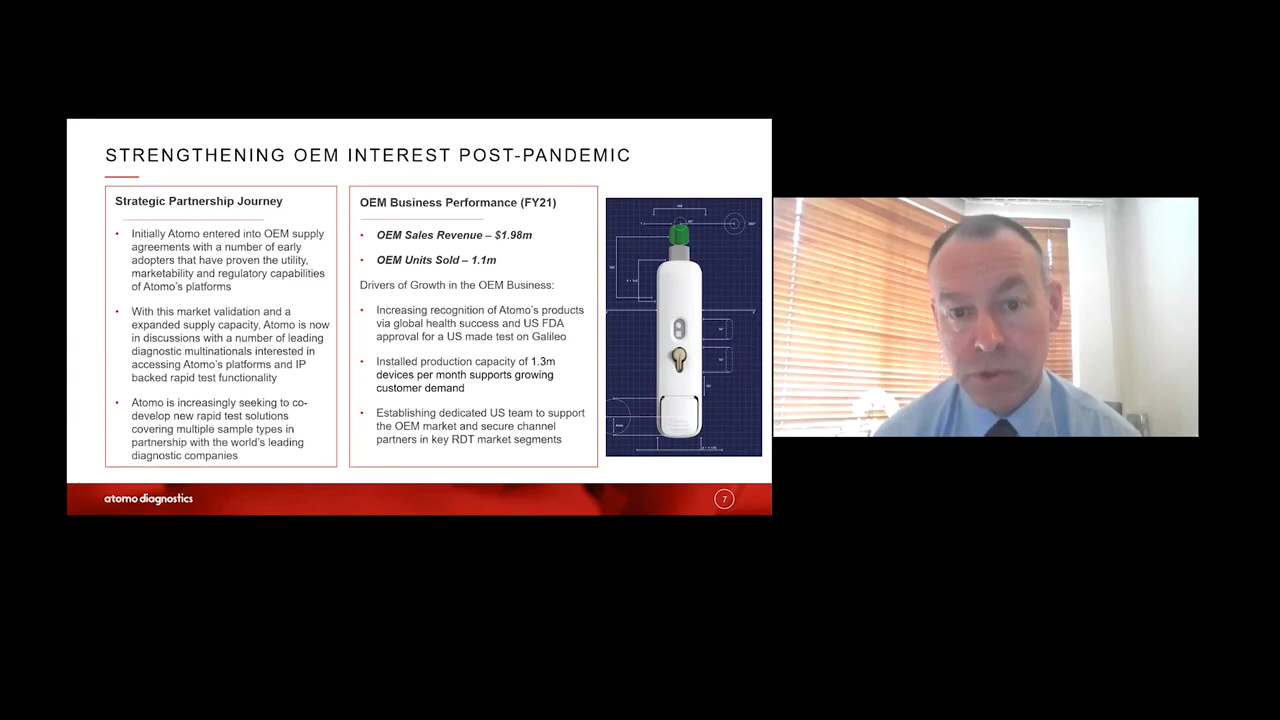 STRENGTHENING OEM INTEREST POST-PANDEMIC
Strategic Partnership Journey
• Initially Atomo entered into OEM supply
agreements with a number of early
adopters that have proven the utility,
marketability and regulatory capabilities
of Atomo's platforms
• With this market validation and a
expanded supply capacity, Atomo is now
in discussions with a number of leading
diagnostic multinationals interested in
accessing Atomo's platforms and IP
backed rapid test functionality
• Atomo is increasingly seeking to co-
develop new rapid test solutions
covering multiple sample types in
partnership with the world's leading
diagnostic companies
OEM Business Performance (FY21)
• OEM Sales Revenue – $1.98m
• OEM Units Sold – 1.1m
Drivers of Growth in the OEM Business:
• Increasing recognition of Atomo's products
via global health success and US FDA
approval for a US made test on Galileo
• Installed production capacity of 1.3m
devices per month supports growing
customer demand
• Establishing dedicated US team to support
the OEM market and secure channel
partners in key RDT market segments
atomo diagnostics
7